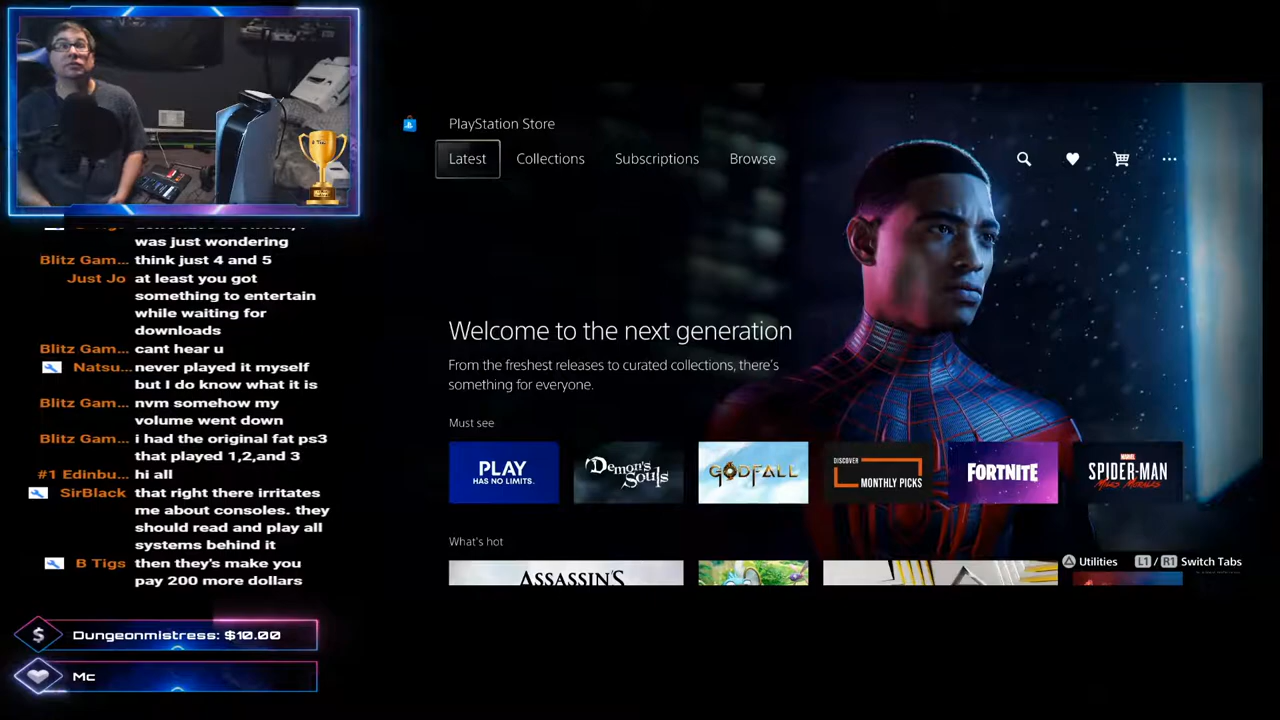 was just wondering
Blitz Gam... think just 4 and 5
Just Jo at least you got
something to entertain
while waiting for
downloads
Blitz Gam... cant hear u
Natsu... never played it myself
but I do know what it is
Blitz Gam... nvm somehow my
volume went down
Blitz Gam... i had the original fat ps3
that played 1,2,and 3
#1 Edinbu... hi all
SirBlack that right there irritates
me about consoles. they
should read and play all
systems behind it
B Tigs then they's make you
pay 200 more dollars
$ Dungeonmistress: $10.00
Mc
PlayStation Store
Latest Collections Subscriptions Browse
Welcome to the next generation
From the freshest releases to curated collections, there's
something for everyone.
Must see
PLAY
HAS NO LIMITS.
Demon's
Souls
GODFALL
DISCOVER
MONTHLY PICKS
FORTNITE
MARVEL
SPIDER-MAN
MILES MORALES
What's hot
ASSASSIN'S
Utilities L1 / R1 Switch Tabs